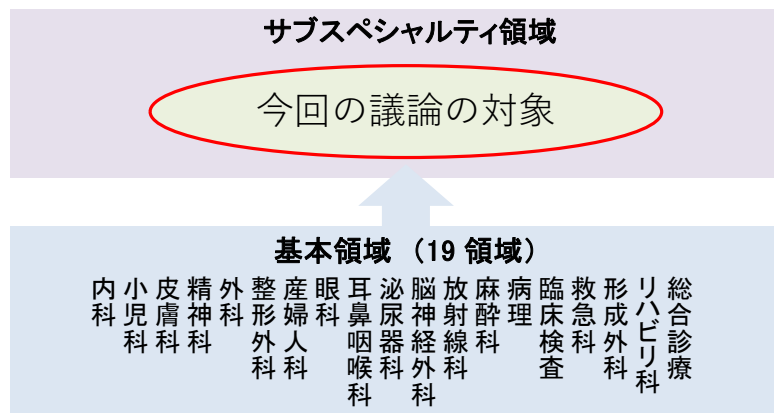 サブスペシャルティ領域
今回の議論の対象
基本領域 (19 領域)
内科
小児科
皮膚科
精神科
外科
整形外科
産婦人科
眼科
耳鼻咽喉科
泌尿器科
脳神経外科
放射線科
麻酔科
病理
臨床検査
救急科
形成外科
リハビリ科
総合診療